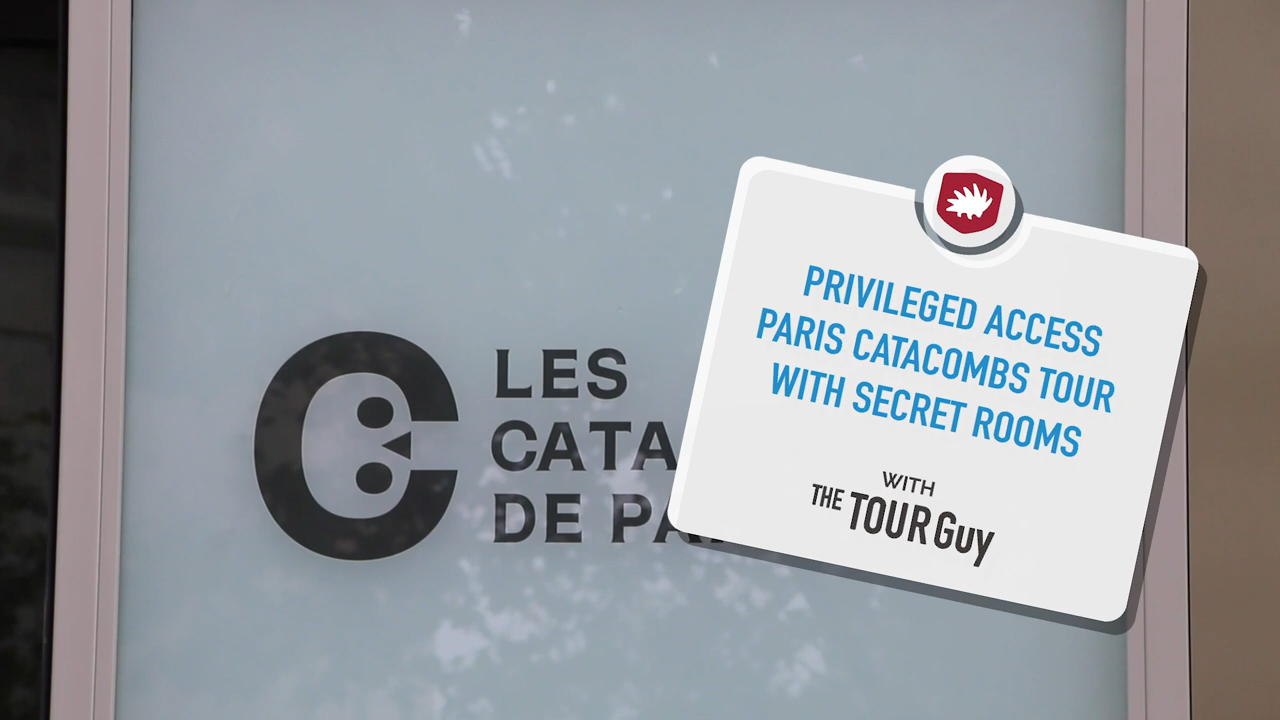 LES
CATA
DE PA
PRIVILEGED ACCESS
PARIS CATACOMBS TOUR
WITH SECRET ROOMS
WITH
THE TOUR Guy